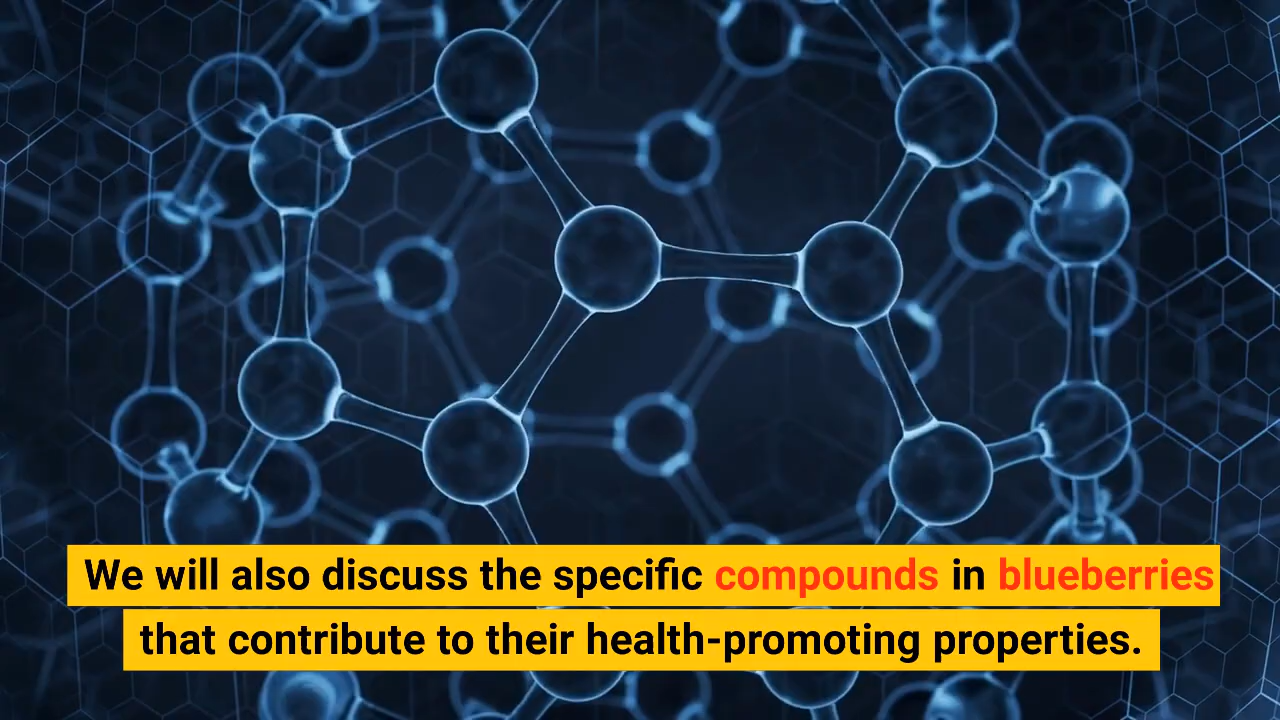 We will also discuss the specific compounds in blueberries
that contribute to their health-promoting properties.